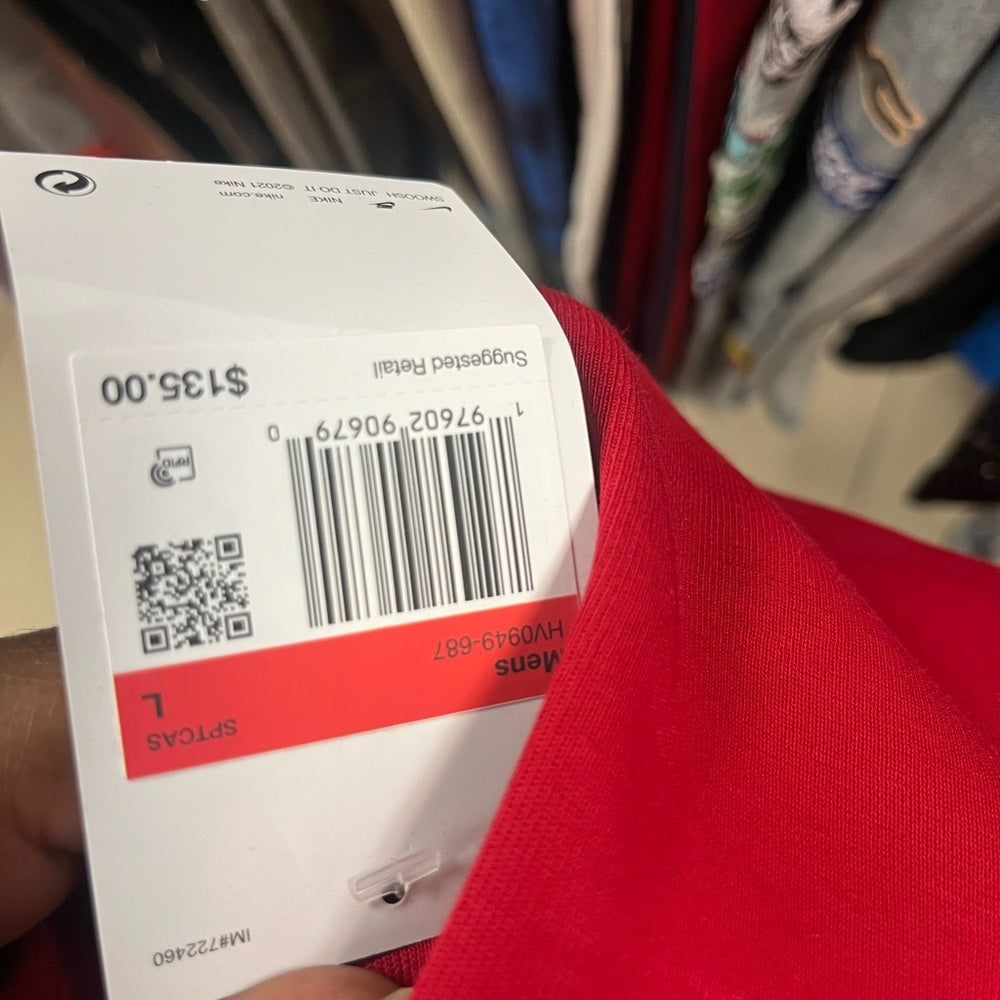 IM#722460
SPTCAS
L
Mens
HV0949-687
1 97602 90679 0
RFID
Suggested Retail
$135.00
SWOOSH JUST DO IT ©2021 Nike
NIKE nike.com